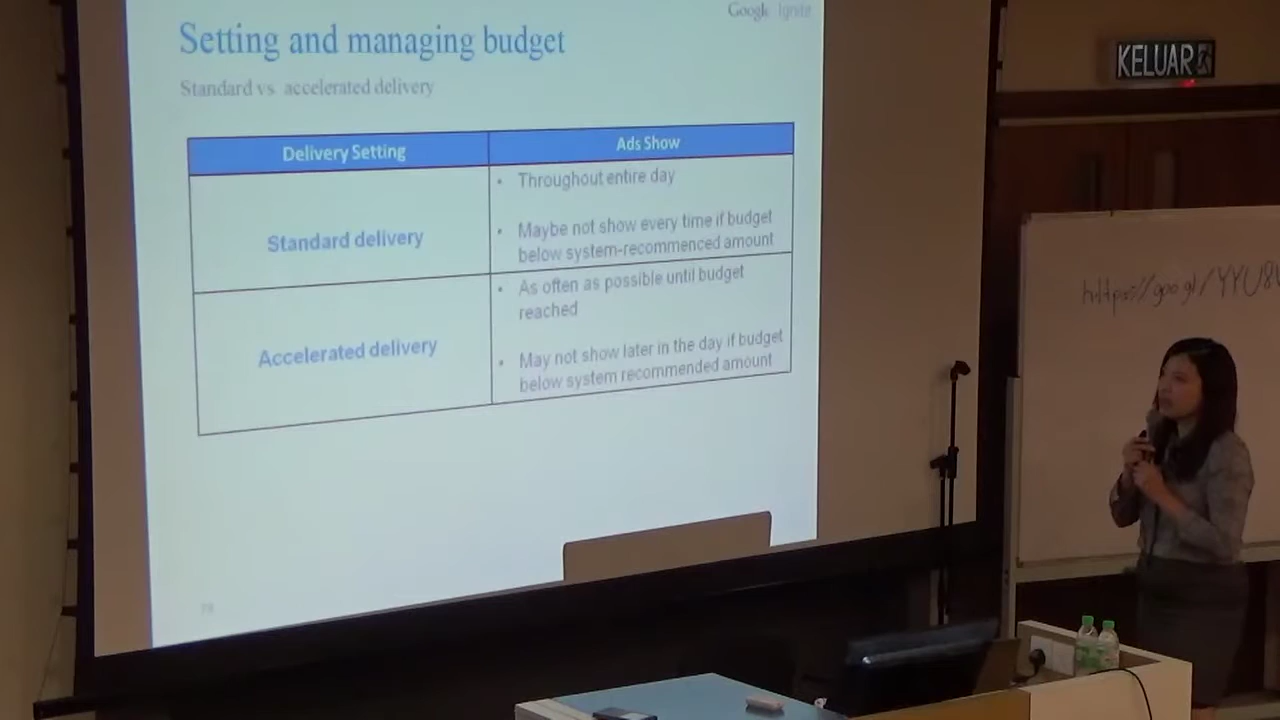 Google Ignite
Setting and managing budget
Standard vs. accelerated delivery
Delivery Setting
Ads Show
Standard delivery
• Throughout entire day
• Maybe not show every time if budget
below system-recommenced amount
Accelerated delivery
• As often as possible until budget
reached
• May not show later in the day if budget
below system recommended amount
KELUAR